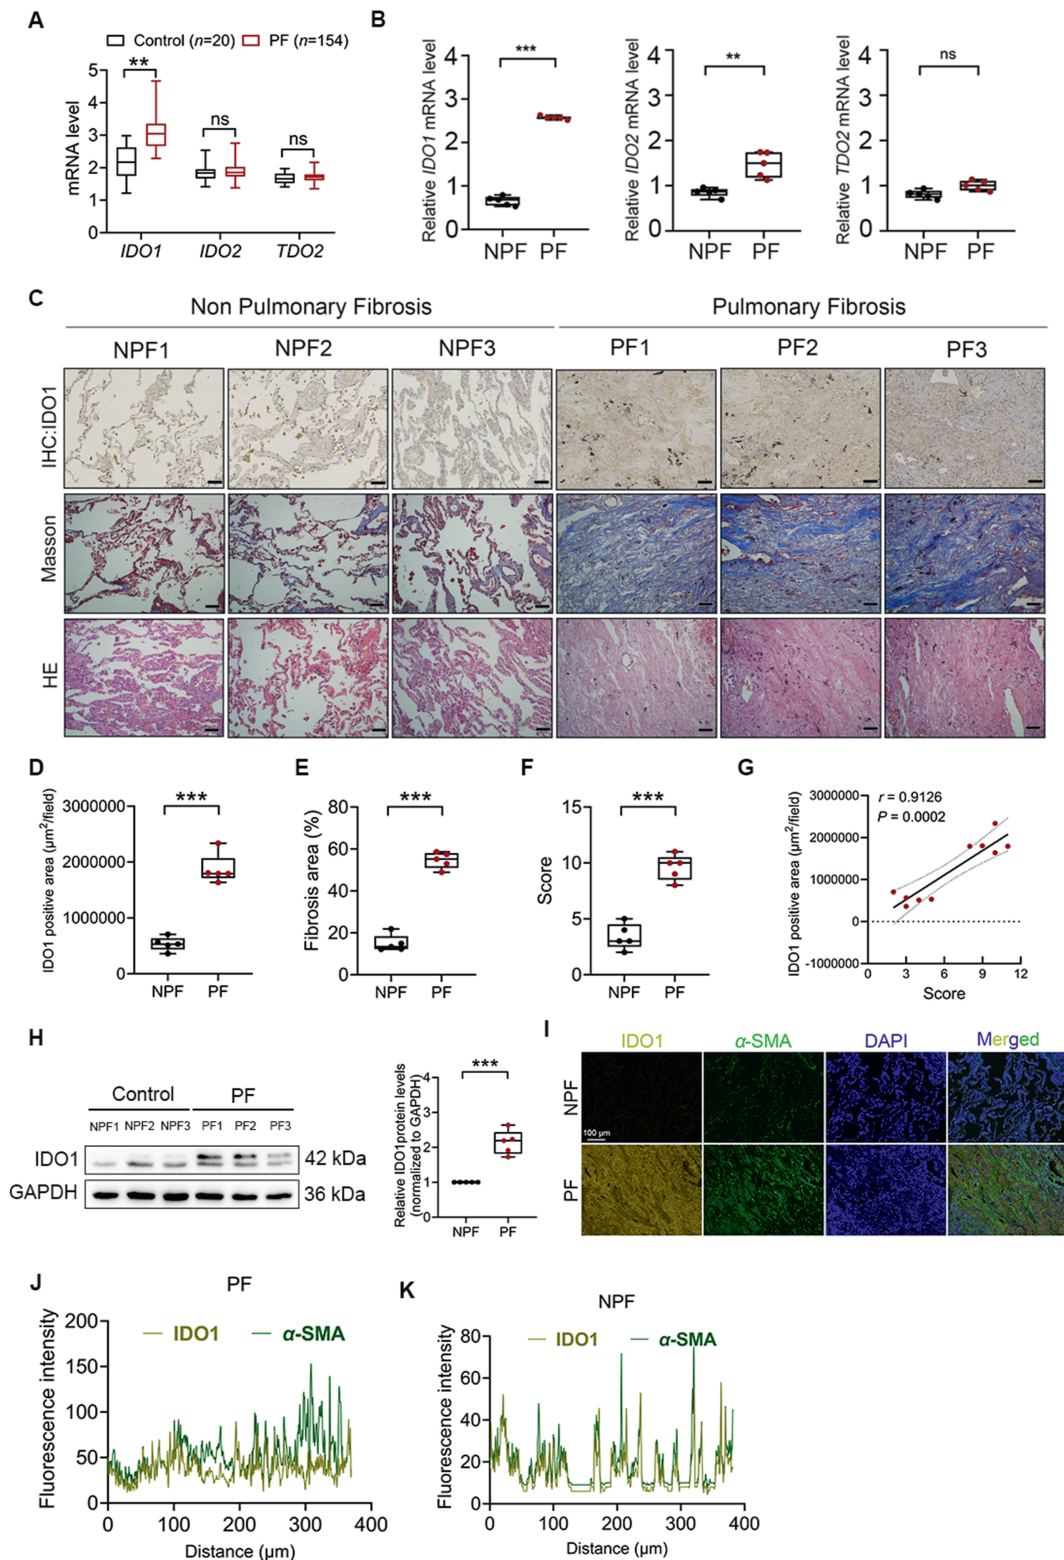 A
Control (n=20) PF (n=154)
mRNA level
5
4
3
2
1
0
**
ns
ns
IDO1 IDO2 TDO2
B
Relative IDO1 mRNA level
4
3
2
1
0
***
NPF PF
Relative IDO2 mRNA level
4
3
2
1
0
**
NPF PF
Relative TDO2 mRNA level
4
3
2
1
0
ns
NPF PF
C
Non Pulmonary Fibrosis Pulmonary Fibrosis
NPF1 NPF2 NPF3 PF1 PF2 PF3
IHC:IDO1
Masson
HE
D
IDO1 positive area (μm²/field)
3000000
2000000
1000000
0
***
NPF PF
E
Fibrosis area (%)
80
60
40
20
0
***
NPF PF
F
Score
15
10
5
0
***
NPF PF
G
IDO1 positive area (μm²/field)
3000000
2000000
1000000
0
-1000000
r = 0.9126
P = 0.0002
0 3 6 9 12
Score
H
Control PF
NPF1 NPF2 NPF3 PF1 PF2 PF3
IDO1 42 kDa
GAPDH 36 kDa
Relative IDO1protein levels
(normalized to GAPDH)
4
3
2
1
0
***
NPF PF
I
IDO1 α-SMA DAPI Merged
NPF
100 μm
PF
J
PF
Fluorescence intensity
200
150
100
50
0
IDO1 α-SMA
0 100 200 300 400
Distance (μm)
K
NPF
Fluorescence intensity
80
60
40
20
0
IDO1 α-SMA
0 100 200 300 400
Distance (μm)